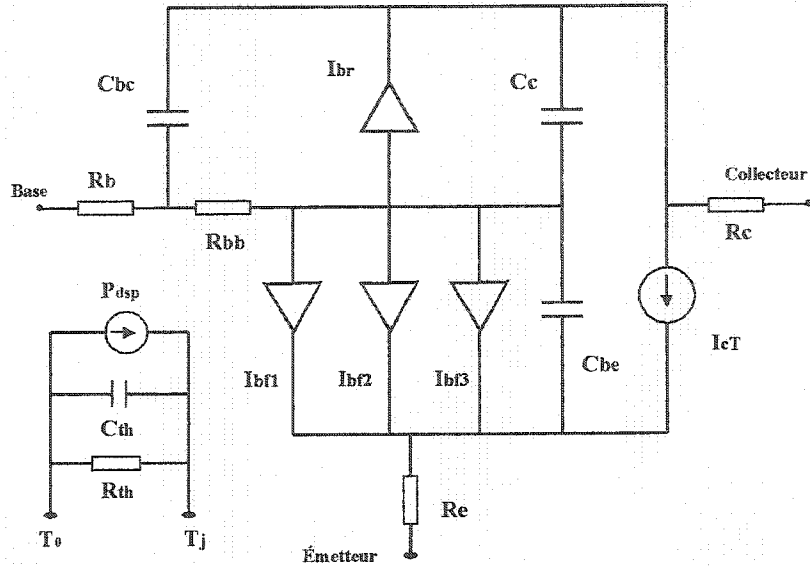 Cbc
Ibr
Cc
Base
Rb
Rbb
Collecteur
Rc
Pdsp
Ibf1
Ibf2
Ibf3
Cbe
IcT
Cth
Rth
T0
Tj
Re
Émetteur